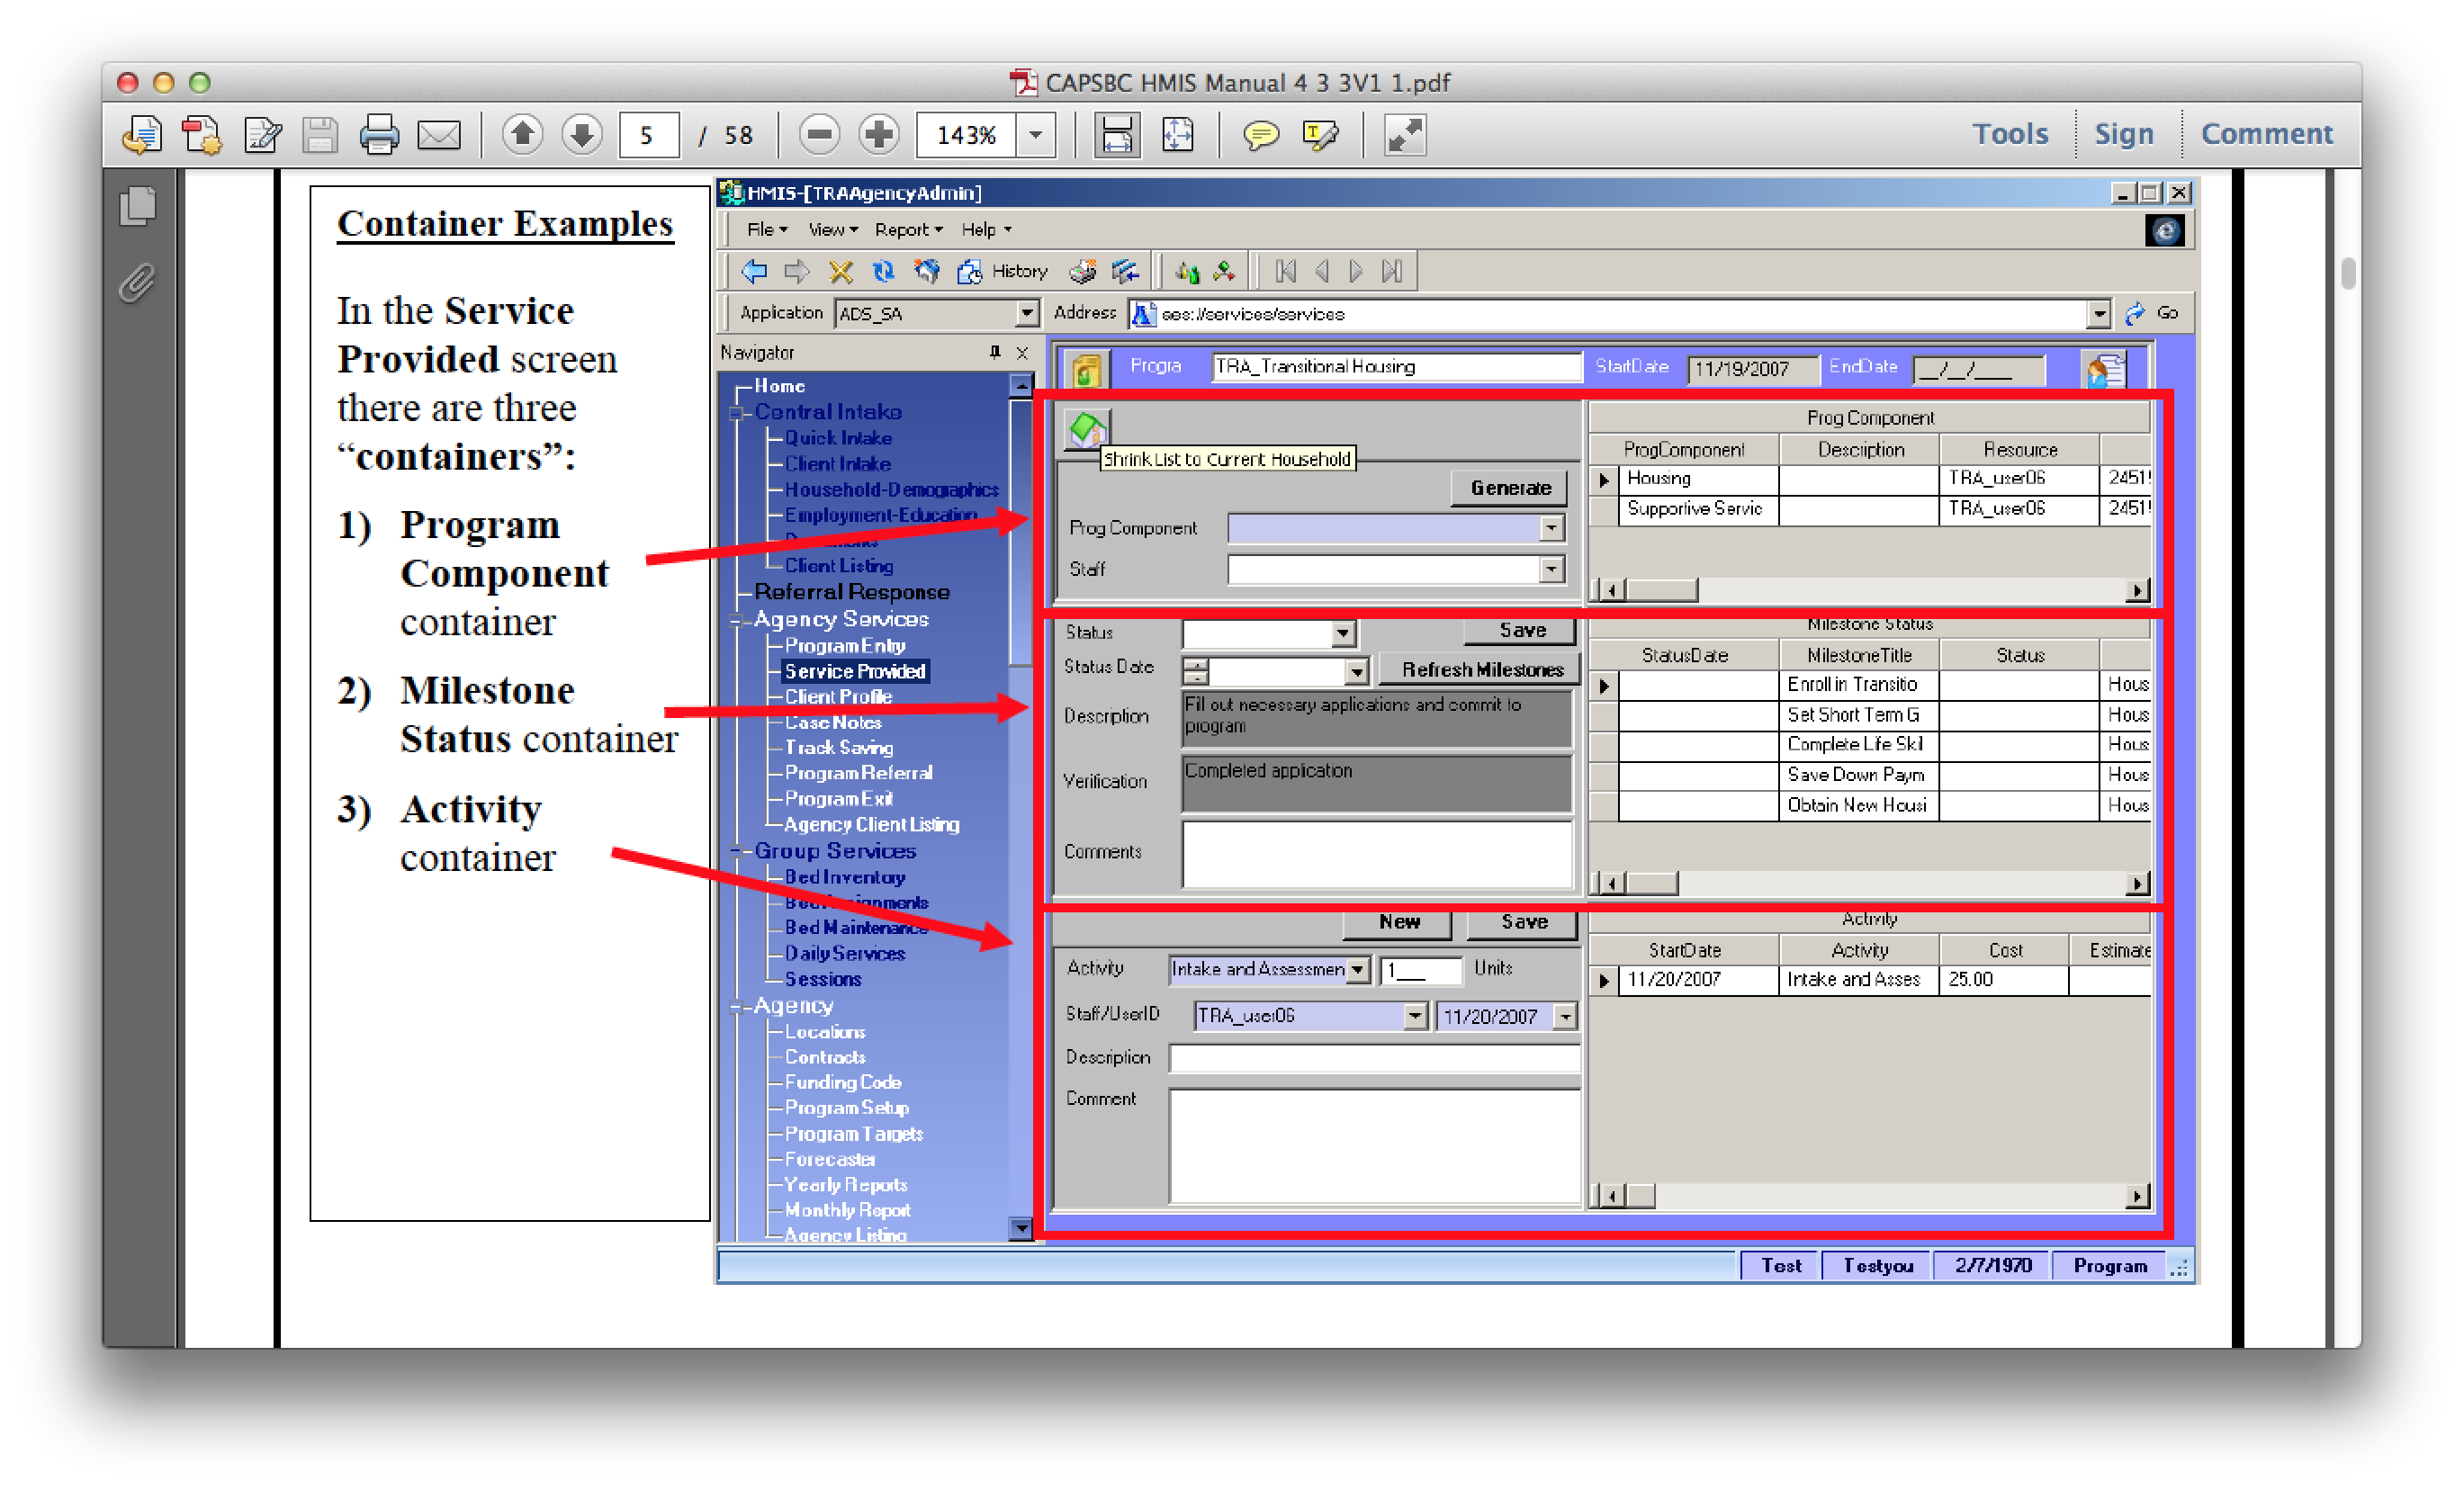 CAPSBC HMIS Manual 4 3 3V1 1.pdf
5 / 58 143% Tools Sign Comment
Container Examples
In the Service
Provided screen
there are three
“containers”:
1) Program
Component
container
2) Milestone
Status container
3) Activity
container
HMIS-[TRAAgencyAdmin]
File View Report Help
History
Application ADS_SA Address ses://services/services Go
Navigator
Home
Central Intake
Quick Intake
Client Intake
Household-Demographics
Employment-Education
Client Listing
Referral Response
Agency Services
Program Entry
Service Provided
Client Profile
Case Notes
Track Saving
Program Referral
Program Exit
Agency Client Listing
Group Services
Bed Inventory
Bed Assignments
Bed Maintenance
Daily Services
Sessions
Agency
Locations
Contracts
Funding Code
Program Setup
Program Targets
Forecaster
Yearly Reports
Monthly Report
Agency Listing
Progra TRA_Transitional Housing StartDate 11/19/2007 EndDate _/_/__
Shrink List to Current Household
Generate
Prog Component
Staff
Prog Component
ProgComponent Description Resource
Housing TRA_user06 2451
Supportive Servic TRA_user06 2451
Status Save
Status Date Refresh Milestones
Description Fill out necessary applications and commit to
program
Verification Completed application
Comments
Milestone Status
StatusDate MilestoneTitle Status
Enroll in Transitio Hous
Set Short Term G Hous
Complete Life Skil Hous
Save Down Paym Hous
Obtain New Housi Hous
New Save
Activity Intake and Assessmen 1___ Units
Staff/UserID TRA_user06 11/20/2007
Description
Comment
Activity
StartDate Activity Cost Estimate
11/20/2007 Intake and Asses 25.00
Test Testyou 2/7/1970 Program